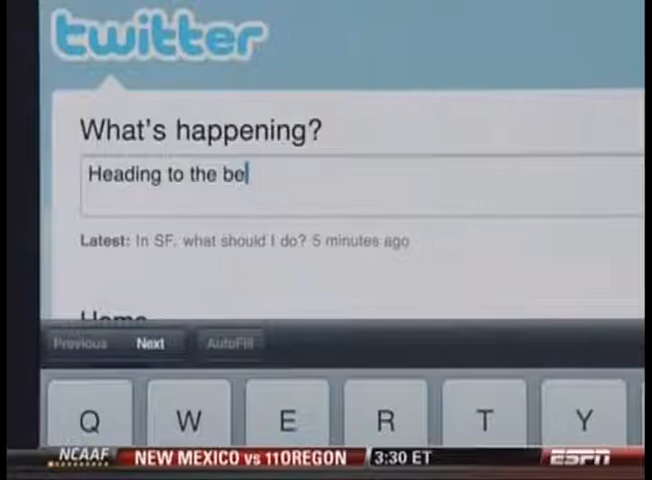 twitter
What's happening?
Heading to the be
Latest: In SF. what should I do? 5 minutes ago
Home
Previous Next AutoFill
Q W E R T Y
NCAAF NEW MEXICO vs 11OREGON 3:30 ET ESPN